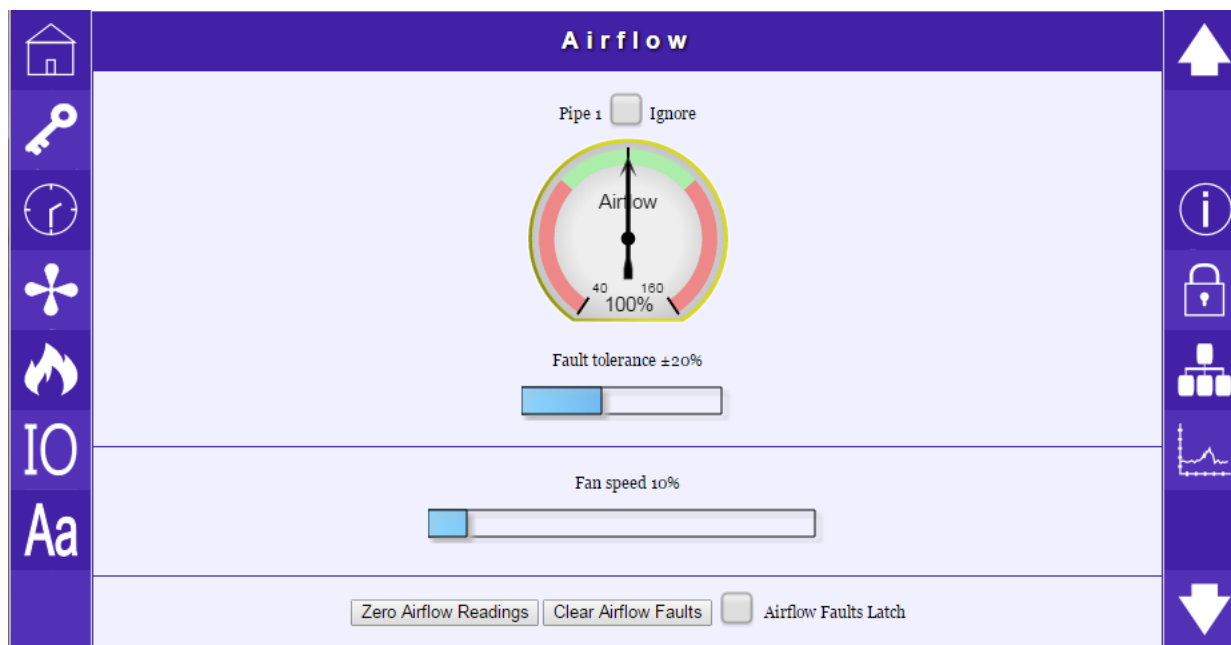 Airflow
Pipe 1 Ignore
Airflow
40 160
100%
Fault tolerance ±20%
IO
Fan speed 10%
Aa
Zero Airflow Readings Clear Airflow Faults Airflow Faults Latch